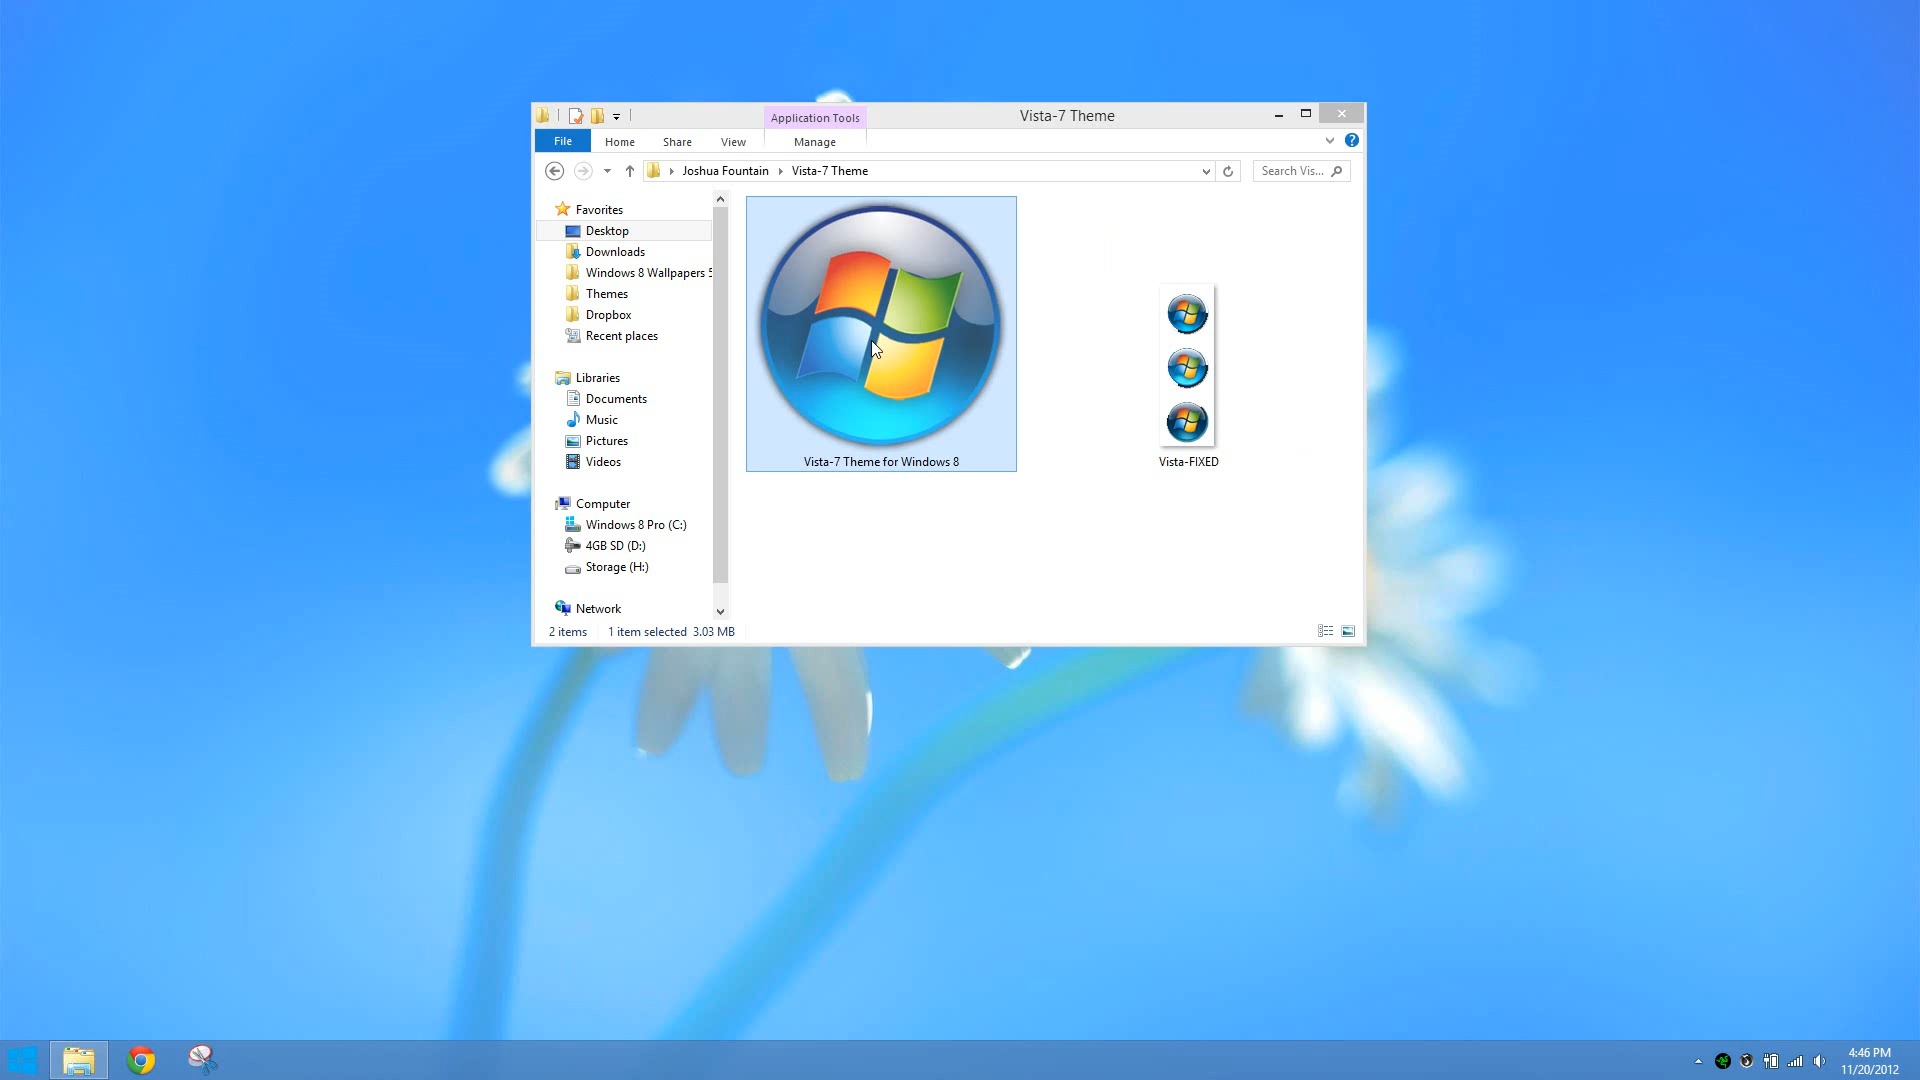 Application Tools
Vista-7 Theme
File
Home
Share
View
Manage
Joshua Fountain
Vista-7 Theme
Search Vis...
Favorites
Desktop
Downloads
Windows 8 Wallpapers
Themes
Dropbox
Recent places
Libraries
Documents
Music
Pictures
Videos
Computer
Windows 8 Pro (C:)
4GB SD (D:)
Storage (H:)
Network
Vista-7 Theme for Windows 8
Vista-FIXED
2 items
1 item selected 3.03 MB
4:46 PM
11/20/2012